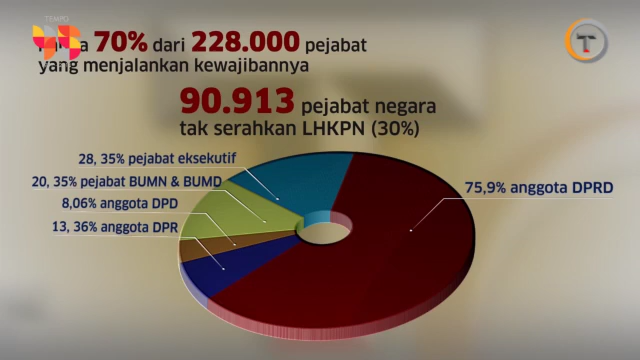 TEMPO
70% dari 228.000 pejabat
yang menjalankan kewajibannya
90.913 pejabat negara
tak serahkan LHKPN (30%)
28, 35% pejabat eksekutif
20, 35% pejabat BUMN & BUMD
8,06% anggota DPD
13, 36% anggota DPR
75,9% anggota DPRD
T